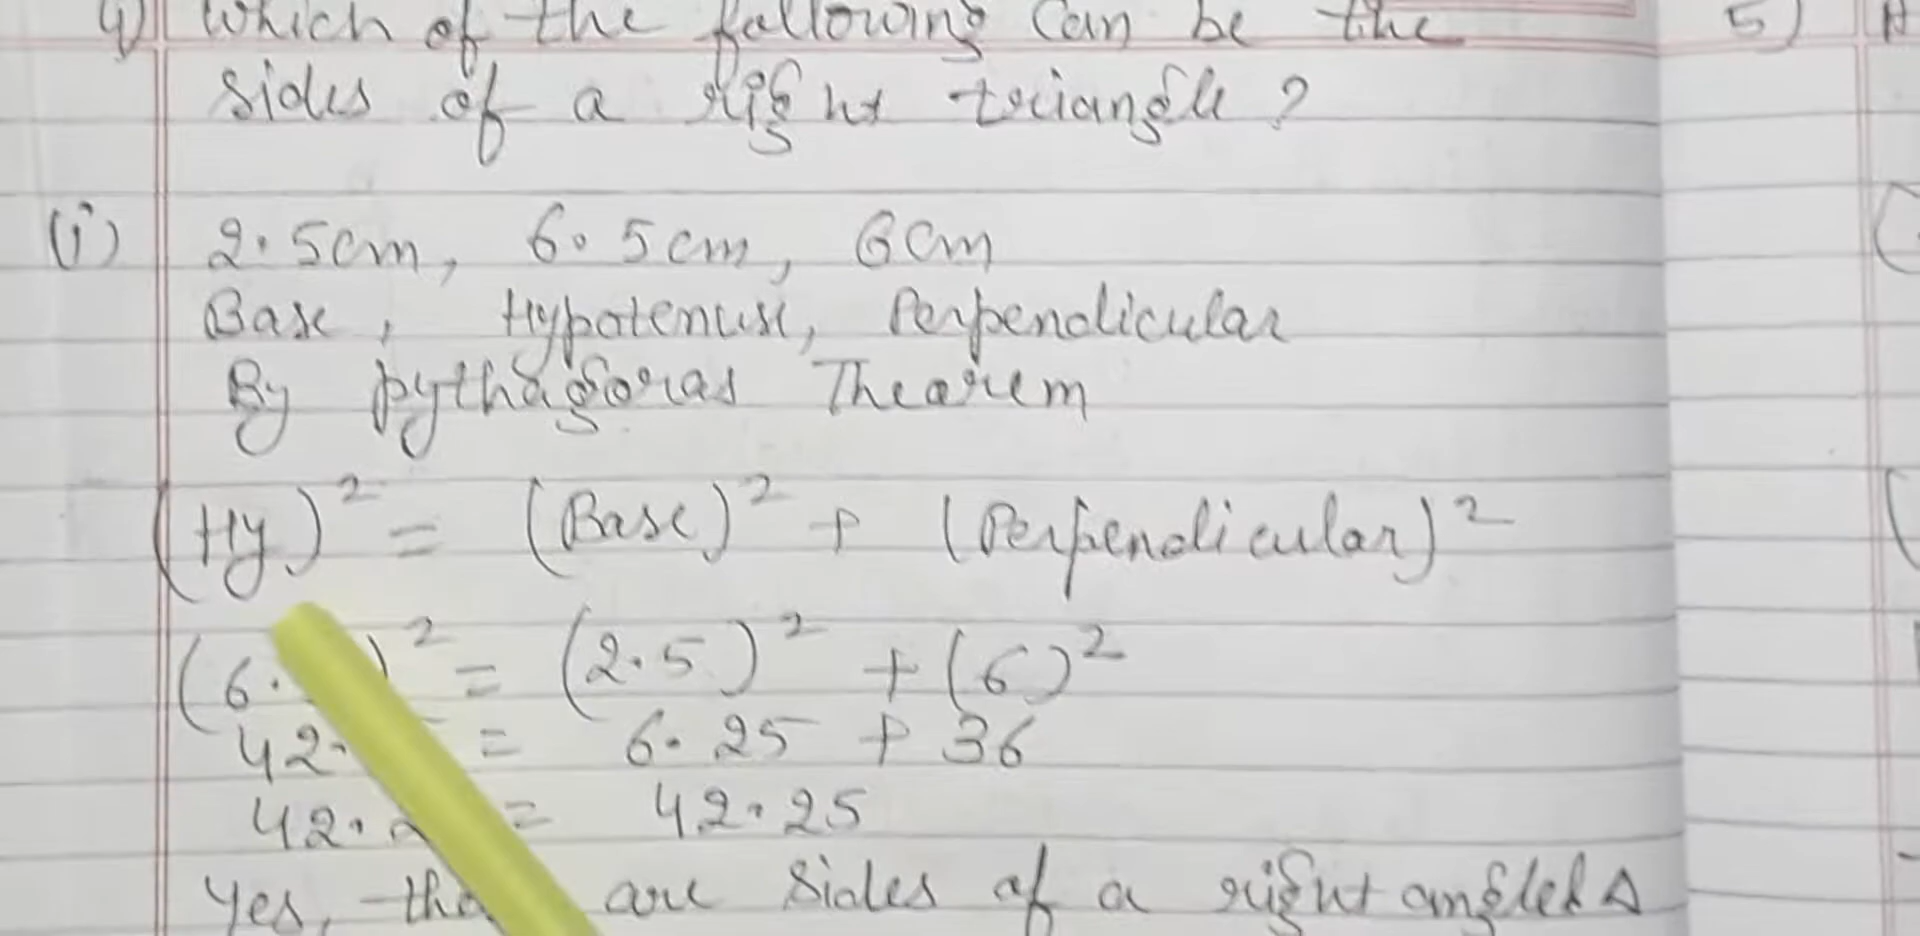 4) Which of the following can be the
sides of a right triangle?
(i) 2.5cm, 6.5cm, 6cm
Base, Hypotenuse, Perpendicular
By pythagoras Thearem
(Hy)² = (Base)² + (Perpendicular)²
(6. )² = (2.5)² + (6)²
42. = 6.25 + 36
42. = 42.25
Yes, are sides of a right angled Δ
5)